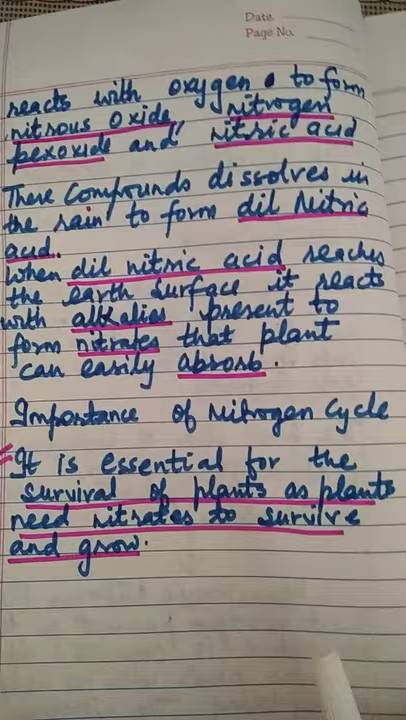 Date.
Page No.
reacts with oxygen to form
nitrous oxide, nitrogen
peroxide and nitric acid
These Compounds dissolves in
the rain to form dil Nitric
acid.
When dil nitric acid reaches
the earth surface it reacts
with alkalies present to
form nitrates that plant
can easily absorb.
Importance of Nitrogen Cycle
It is essential for the
survival of plants as plants
need nitrates to survive
and grow.